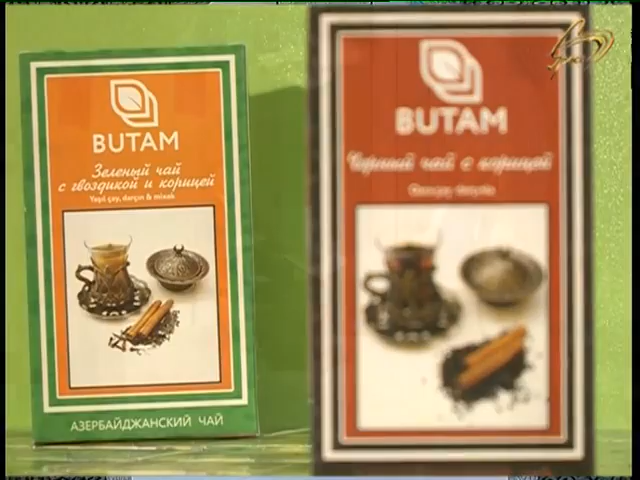 BUTAM
Зеленый чай
с гвоздикой и корицей
Yaşıl çay, darçın & mixək
АЗЕРБАЙДЖАНСКИЙ ЧАЙ
BUTAM
Черный чай с корицей